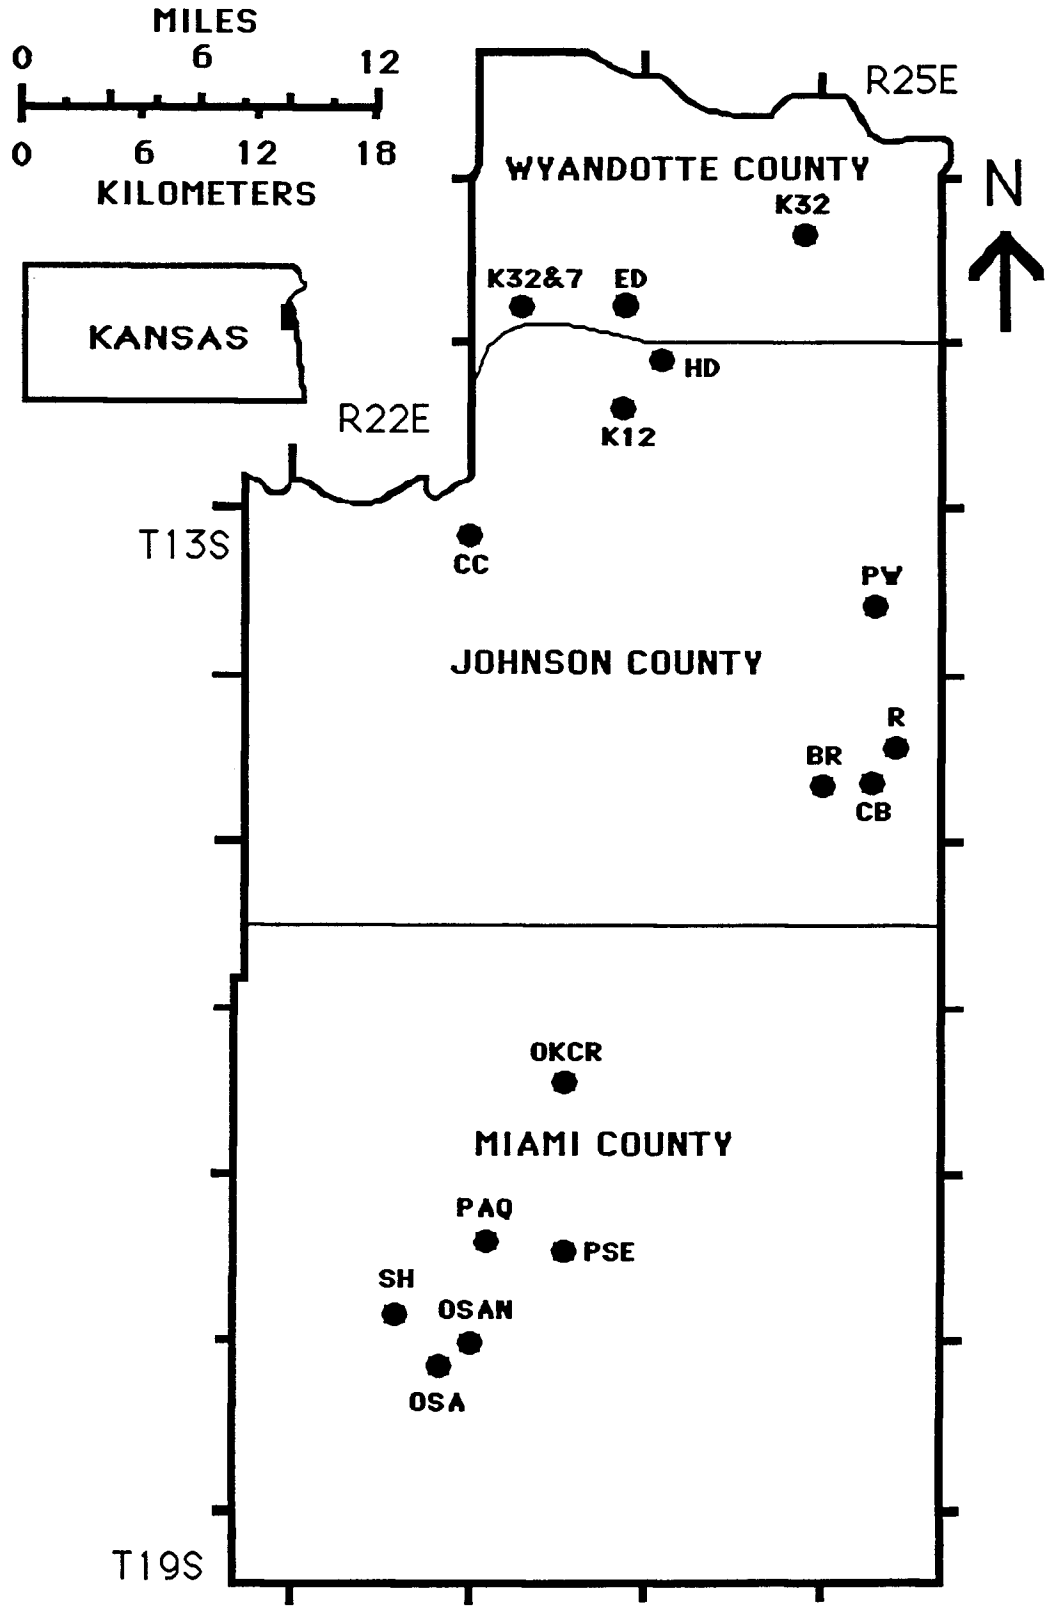 MILES
0 6 12
0 6 12 18
KILOMETERS
R25E
WYANDOTTE COUNTY
N
K32
K32&7 ED
KANSAS
HD
R22E
K12
T13S
CC
PW
JOHNSON COUNTY
R
BR
CB
OKCR
MIAMI COUNTY
PAQ
PSE
SH
OSAN
OSA
T19S